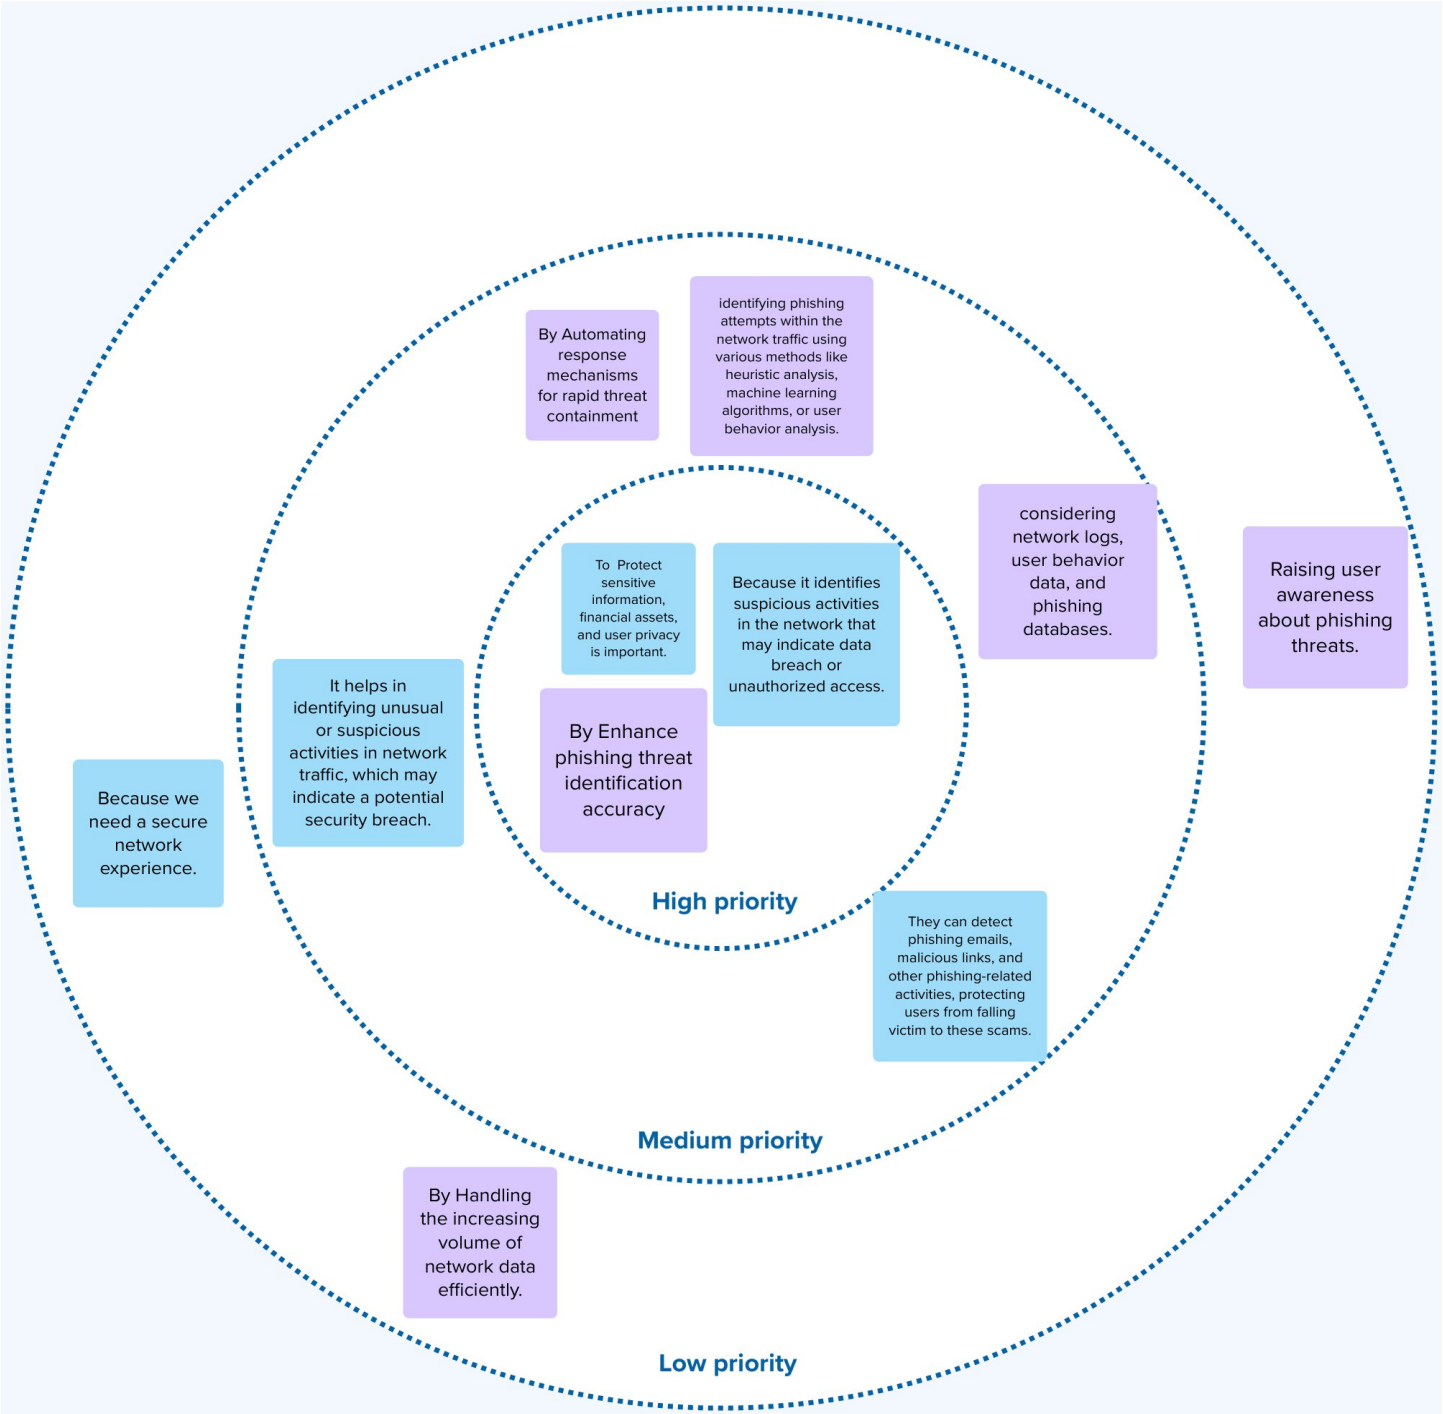 By Automating
response
mechanisms
for rapid threat
containment
identifying phishing
attempts within the
network traffic using
various methods like
heuristic analysis,
machine learning
algorithms, or user
behavior analysis.
considering
network logs,
user behavior
data, and
phishing
databases.
Raising user
awareness
about phishing
threats.
To Protect
sensitive
information,
financial assets,
and user privacy
is important.
Because it identifies
suspicious activities
in the network that
may indicate data
breach or
unauthorized access.
It helps in
identifying unusual
or suspicious
activities in network
traffic, which may
indicate a potential
security breach.
By Enhance
phishing threat
identification
accuracy
Because we
need a secure
network
experience.
High priority
They can detect
phishing emails,
malicious links, and
other phishing-related
activities, protecting
users from falling
victim to these scams.
Medium priority
By Handling
the increasing
volume of
network data
efficiently.
Low priority